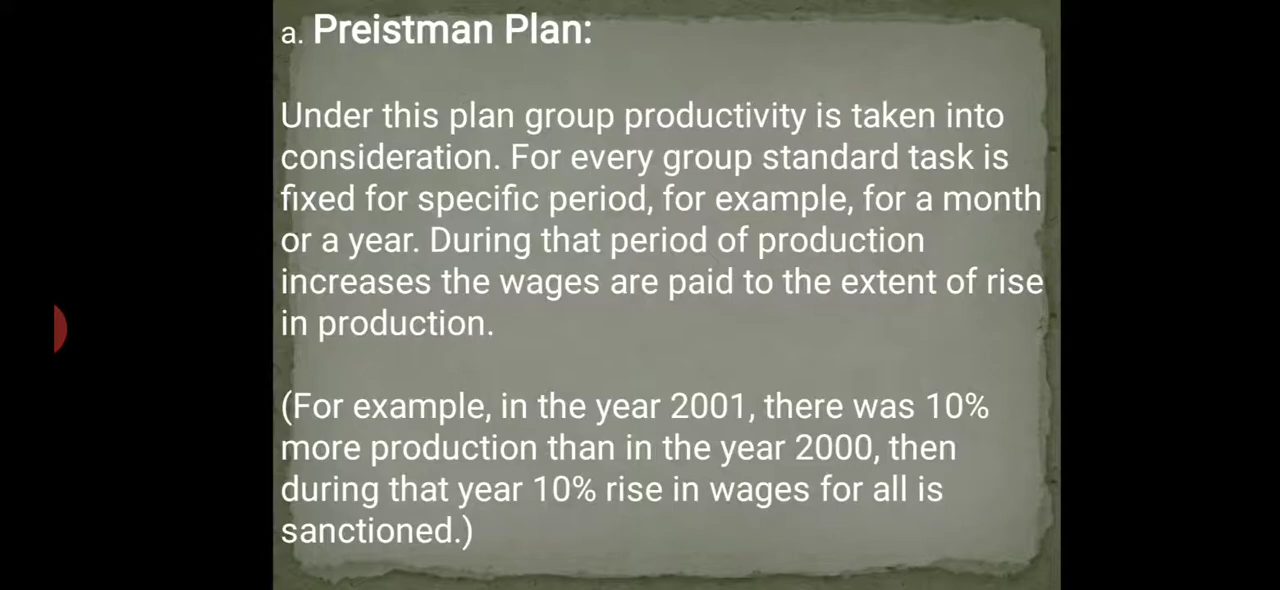 a. Preistman Plan:
Under this plan group productivity is taken into
consideration. For every group standard task is
fixed for specific period, for example, for a month
or a year. During that period of production
increases the wages are paid to the extent of rise
in production.
(For example, in the year 2001, there was 10%
more production than in the year 2000, then
during that year 10% rise in wages for all is
sanctioned.)